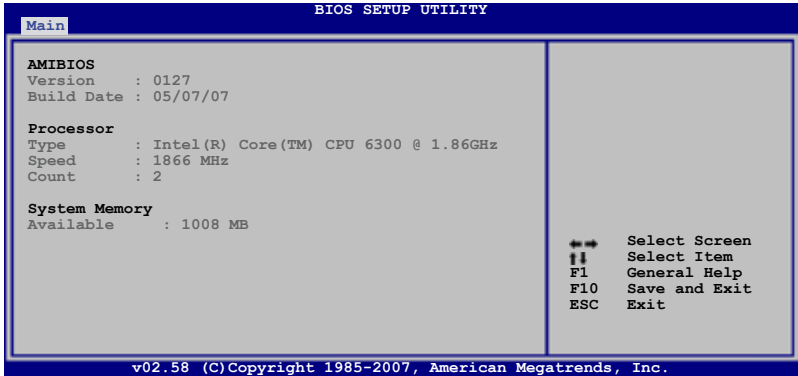 BIOS SETUP UTILITY
Main
AMIBIOS
Version : 0127
Build Date : 05/07/07
Processor
Type : Intel(R) Core(TM) CPU 6300 @ 1.86GHz
Speed : 1866 MHz
Count : 2
System Memory
Available : 1008 MB
←→ Select Screen
↑↓ Select Item
F1 General Help
F10 Save and Exit
ESC Exit
v02.58 (C)Copyright 1985-2007, American Megatrends, Inc.